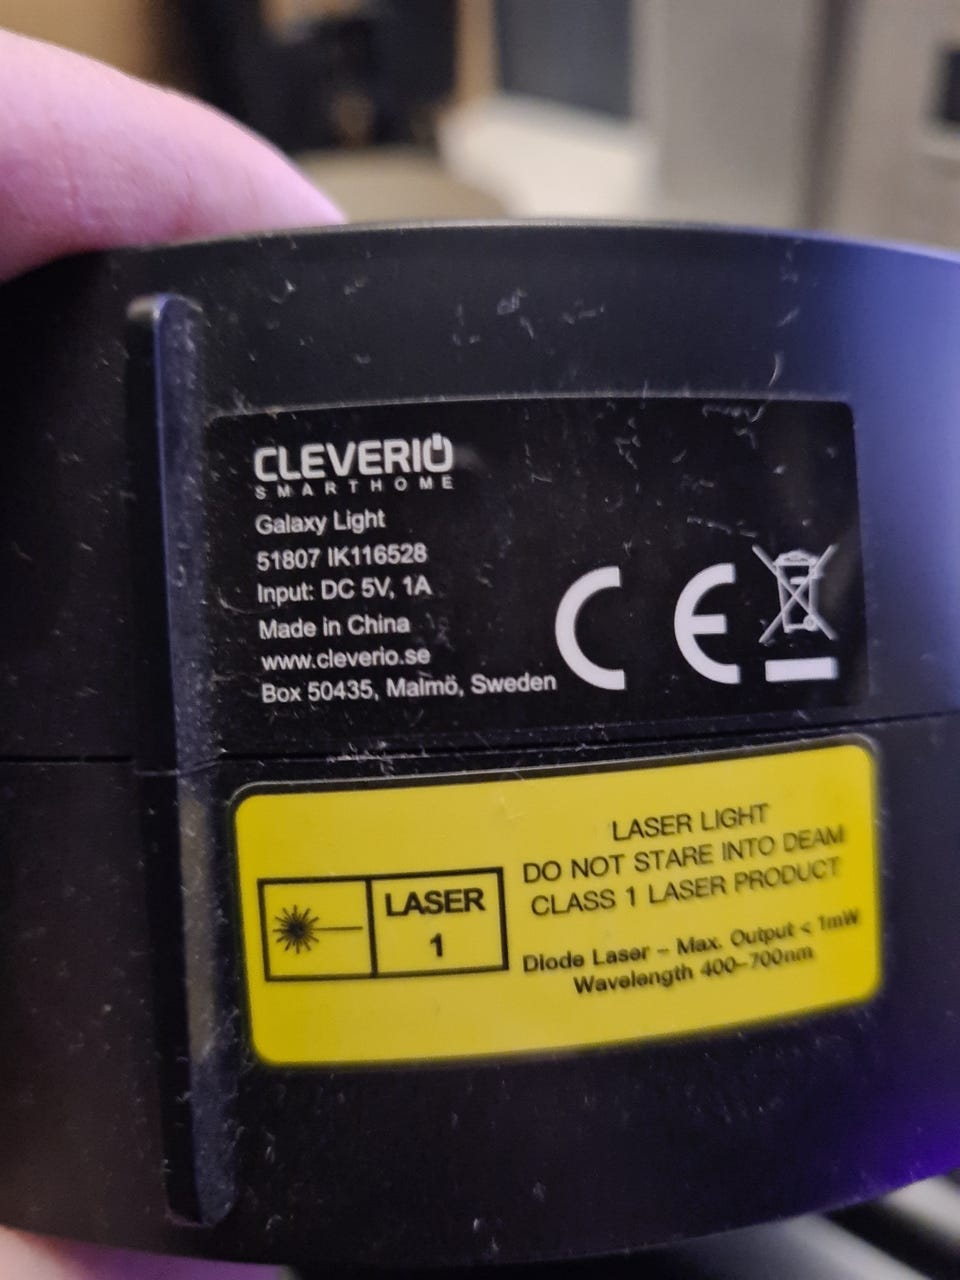 CLEVERIO
SMARTHOME
Galaxy Light
51807 IK116528
Input: DC 5V, 1A
Made in China
www.cleverio.se
Box 50435, Malmö, Sweden
CE
LASER LIGHT
DO NOT STARE INTO DEAM
CLASS 1 LASER PRODUCT
LASER
1
Diode Laser – Max. Output < 1mW
Wavelength 400–700nm